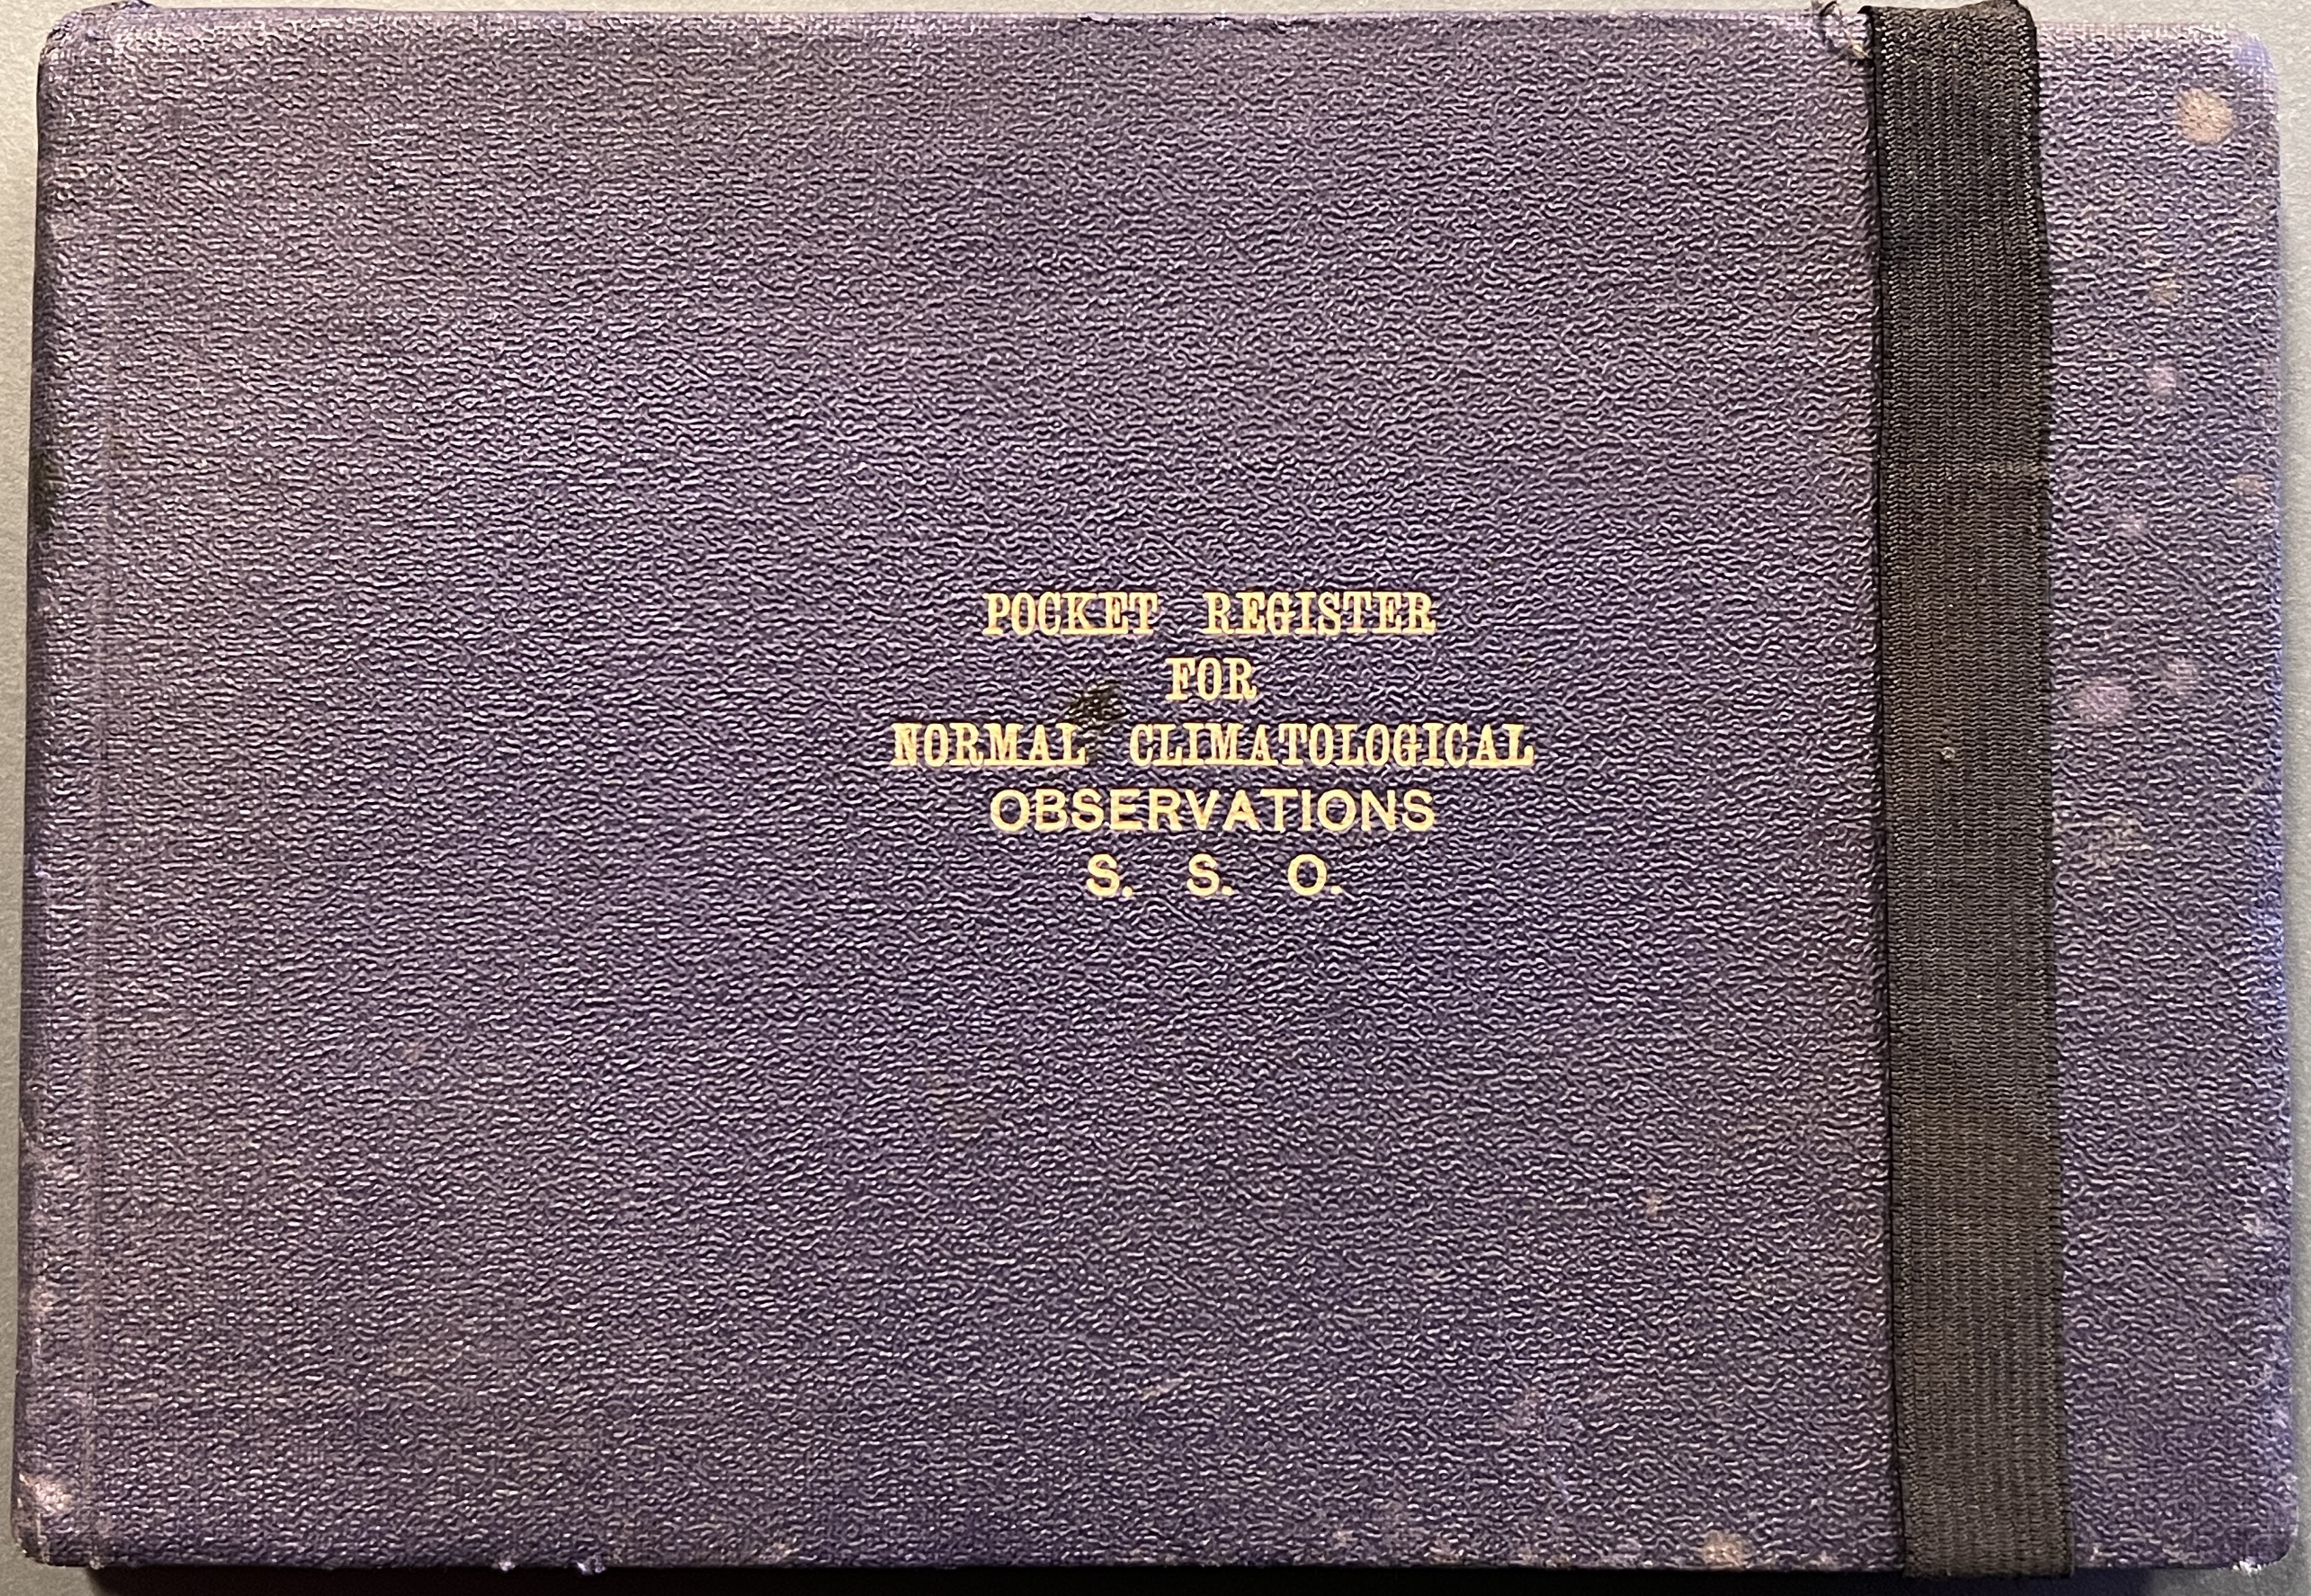 POCKET REGISTER
FOR
NORMAL CLIMATOLOGICAL
OBSERVATIONS
S. S. O.